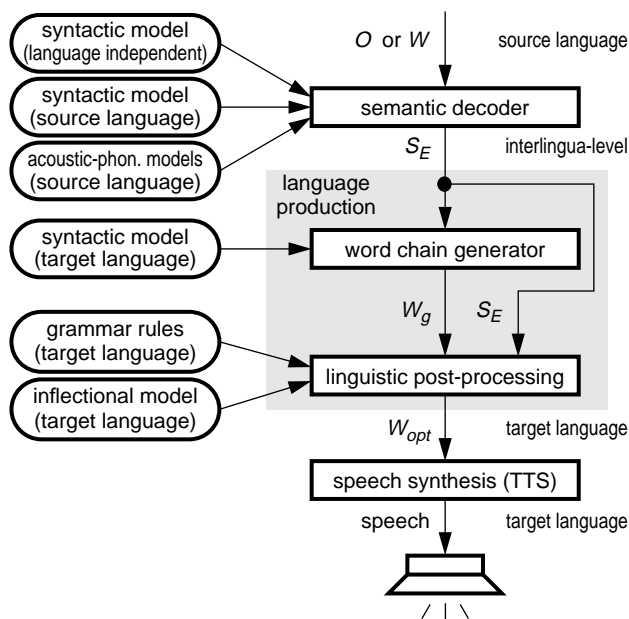 syntactic model
(language independent)
O or W
source language
syntactic model
(source language)
semantic decoder
acoustic-phon. models
(source language)
S_E
interlingua-level
language
production
syntactic model
(target language)
word chain generator
W_g
S_E
grammar rules
(target language)
linguistic post-processing
inflectional model
(target language)
W_opt
target language
speech synthesis (TTS)
speech
target language